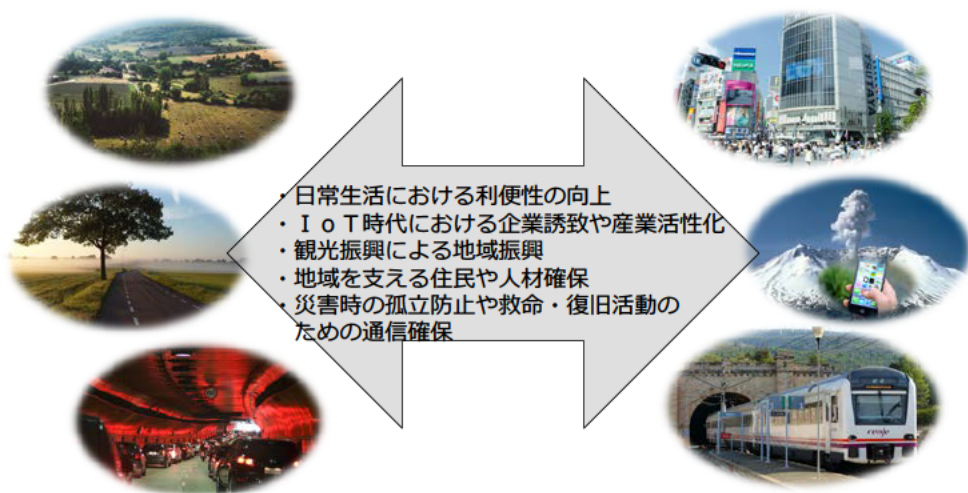 ・日常生活における利便性の向上
・ＩｏＴ時代における企業誘致や産業活性化
・観光振興による地域振興
・地域を支える住民や人材確保
・災害時の孤立防止や救命・復旧活動の
ための通信確保
renfe